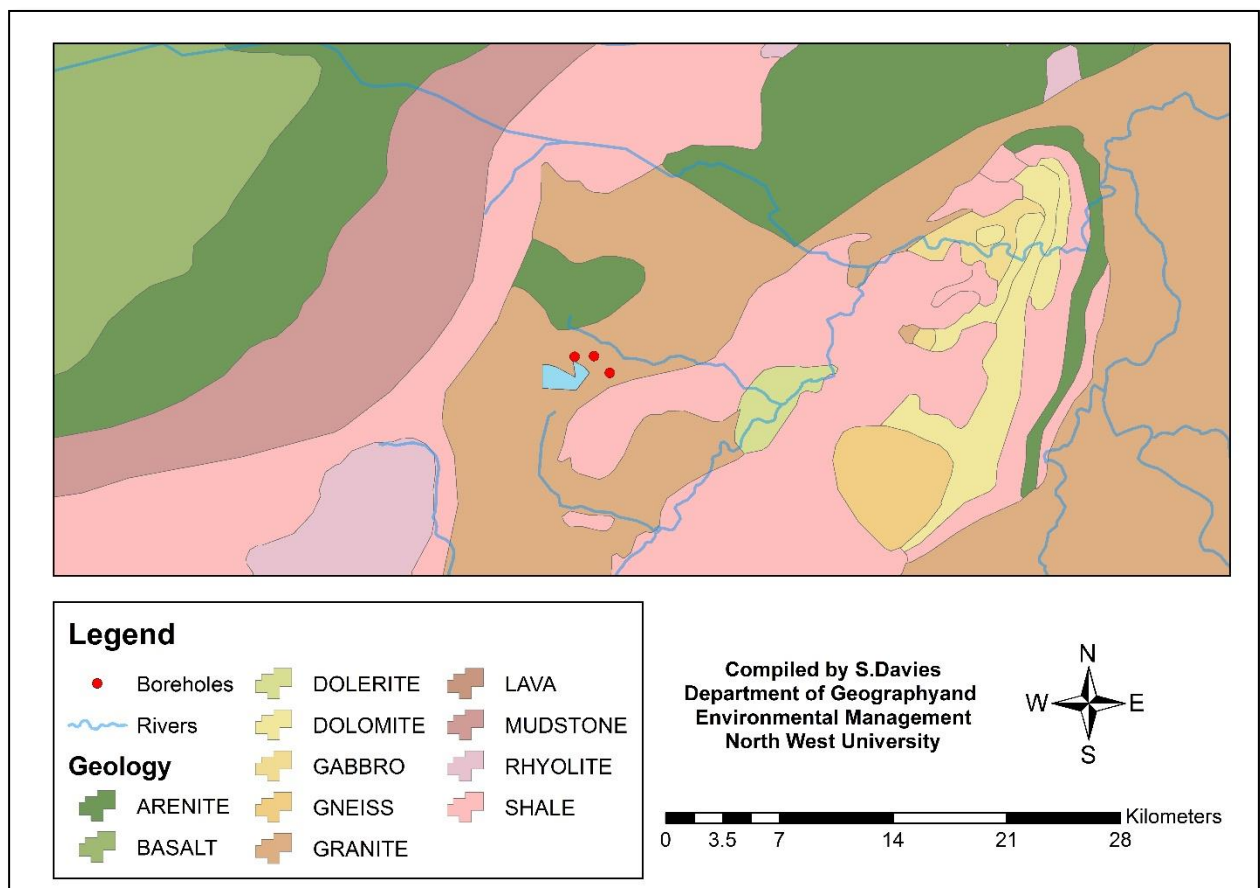 Legend
Boreholes
Rivers
Geology
ARENITE
BASALT
DOLERITE
DOLOMITE
GABBRO
GNEISS
GRANITE
LAVA
MUDSTONE
RHYOLITE
SHALE
Compiled by S.Davies
Department of Geographyand
Environmental Management
North West University
N
W E
S
Kilometers
0 3.5 7 14 21 28